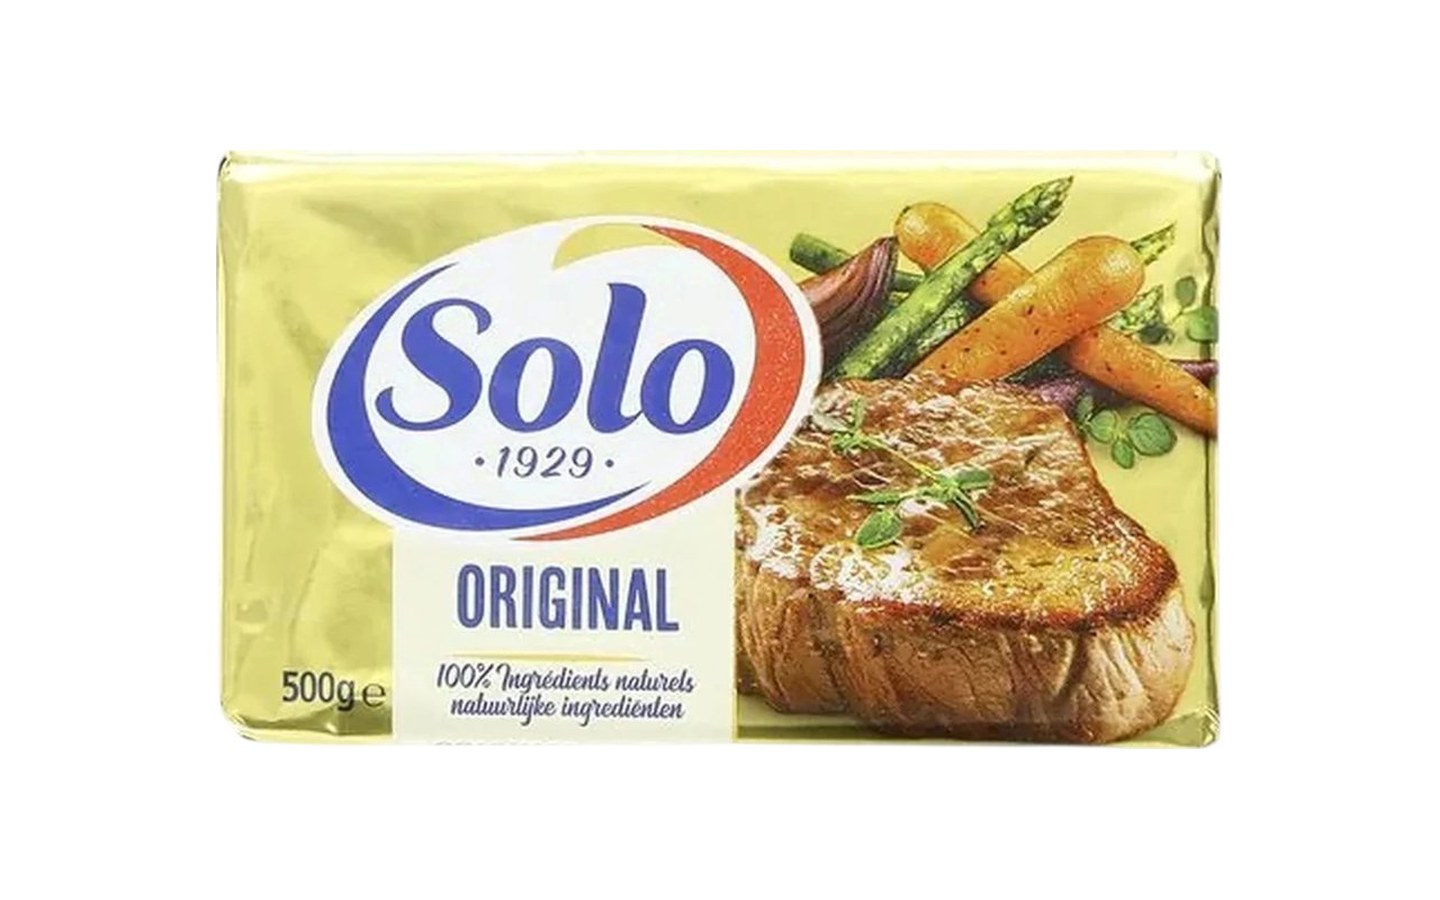 Solo
· 1929 ·
ORIGINAL
100% Ingrédients naturels
natuurlijke ingrediënten
500g ℮